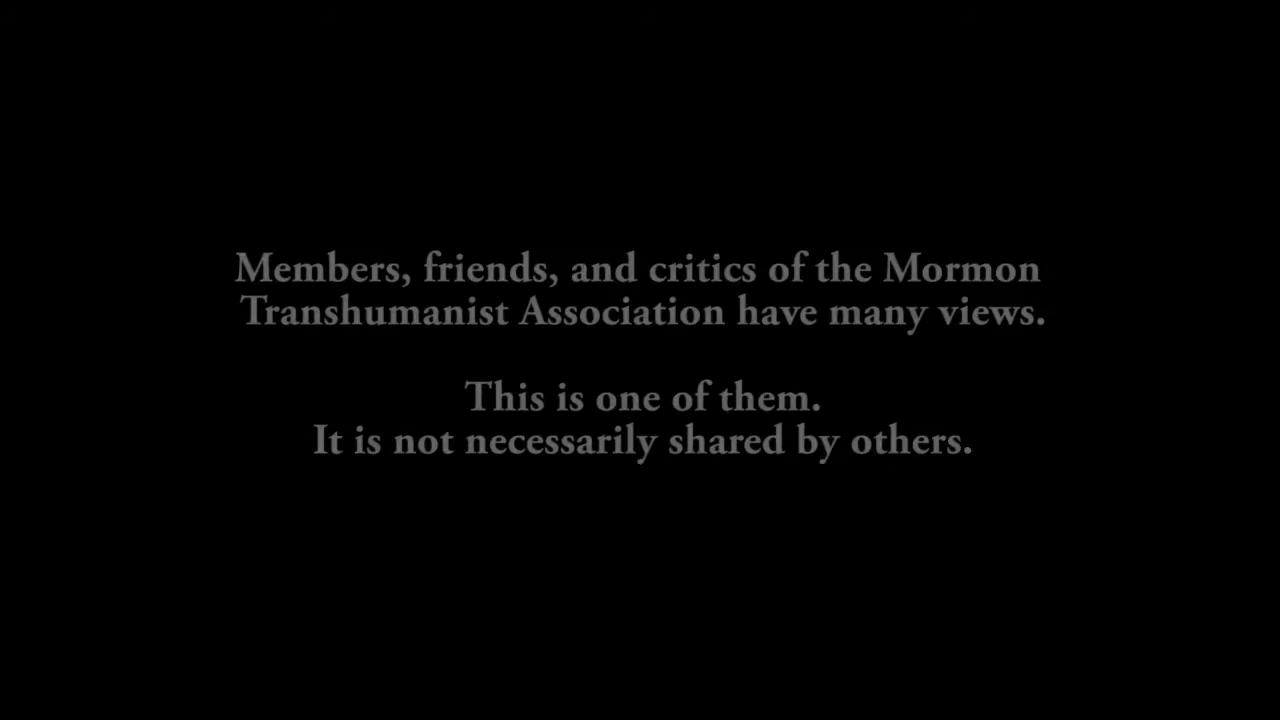 Members, friends, and critics of the Mormon
Transhumanist Association have many views.
This is one of them.
It is not necessarily shared by others.